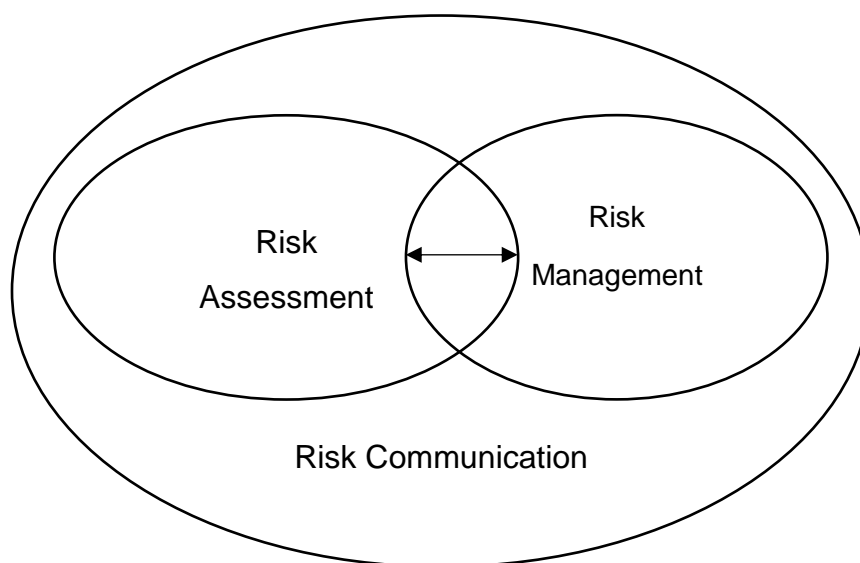 Risk
Assessment
Risk
Management
Risk Communication